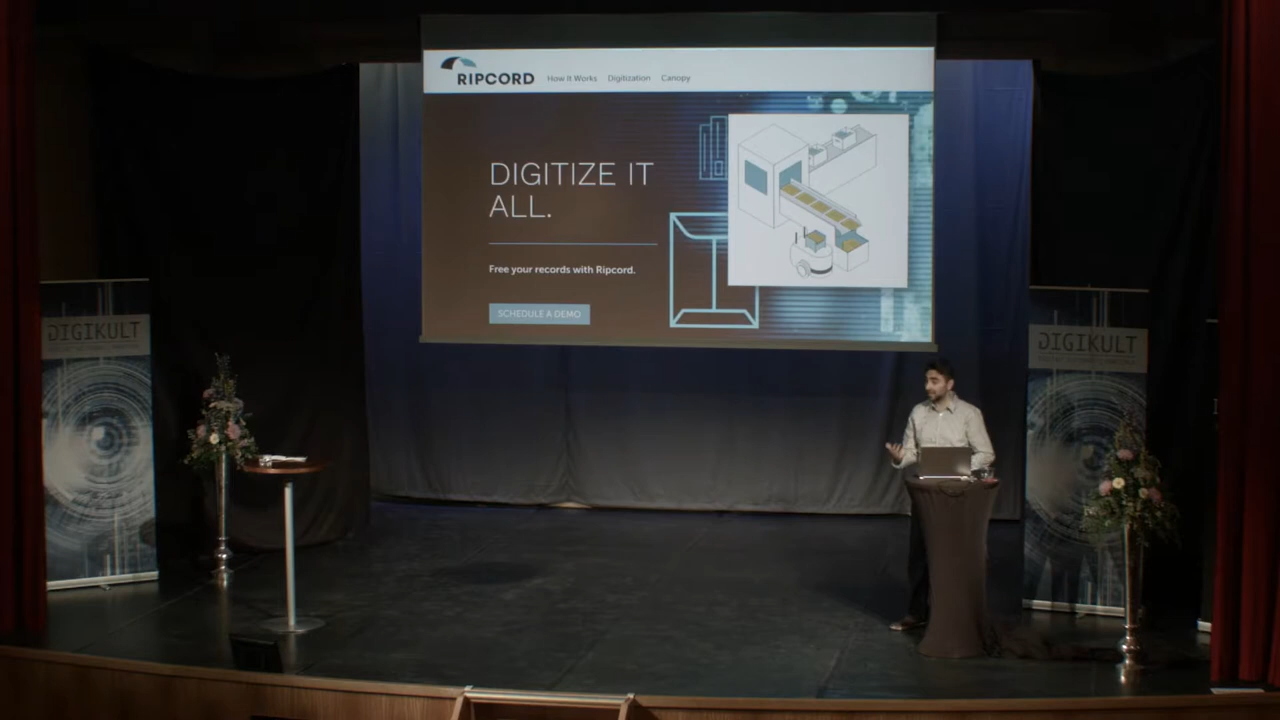 RIPCORD
How It Works Digitization Canopy
DIGITIZE IT
ALL.
Free your records with Ripcord.
SCHEDULE A DEMO
DIGIKULT
DIGIKULT